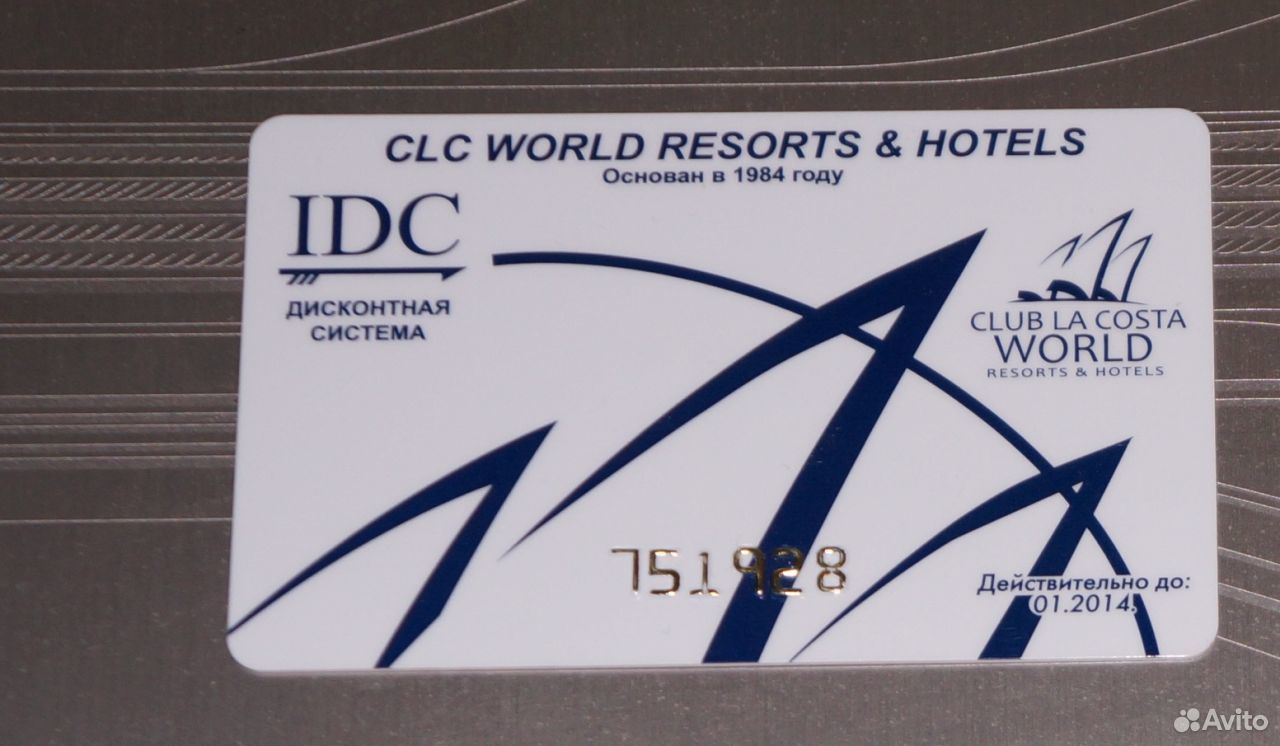 CLC WORLD RESORTS & HOTELS
Основан в 1984 году
IDC
ДИСКОНТНАЯ
СИСТЕМА
CLUB LA COSTA
WORLD
RESORTS & HOTELS
751928
Действительно до:
01.2014.
Avito